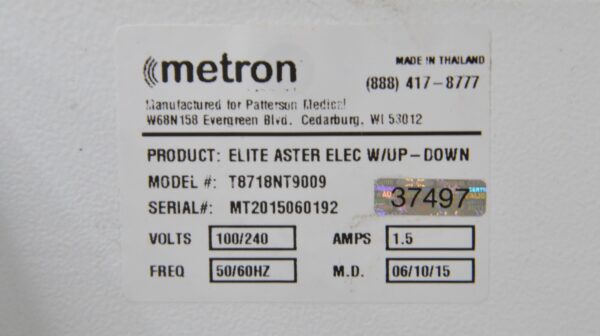 metron
MADE IN THAILAND
(888) 417-8777
Manufactured for Patterson Medical
W68N158 Evergreen Blvd. Cedarburg, WI 53012
PRODUCT: ELITE ASTER ELEC W/UP-DOWN
MODEL #: T8718NT9009
SERIAL#: MT2015060192
37497
VOLTS 100/240 AMPS 1.5
FREQ 50/60HZ M.D. 06/10/15